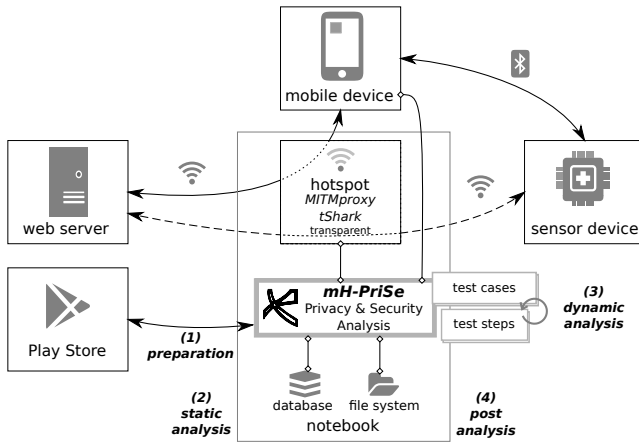 mobile device
web server
hotspot
MITMproxy
tShark
transparent
sensor device
Play Store
(1)
preparation
mH-PriSe
Privacy & Security
Analysis
test cases
test steps
(3)
dynamic
analysis
(2)
static
analysis
database
file system
notebook
(4)
post
analysis